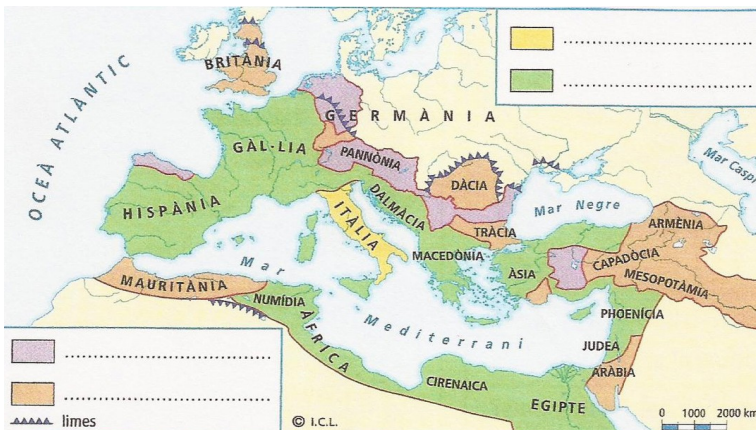 OCEÀ ATLÀNTIC
BRITÀNIA
GERMÀNIA
GÀL·LIA
PANNÒNIA
DÀCIA
Mar Negre
Mar Caspi
HISPÀNIA
ITÀLIA
DALMÀCIA
TRÀCIA
MACEDÒNIA
ARMÈNIA
CAPADÒCIA
ÀSIA
MESOPOTÀMIA
Mar Mediterrani
MAURITÀNIA
NUMÍDIA
ÀFRICA
PHOENÍCIA
JUDEA
ARÀBIA
CIRENAICA
EGIPTE
..............................
..............................
..............................
..............................
limes
© I.C.L.
0 1000 2000 km